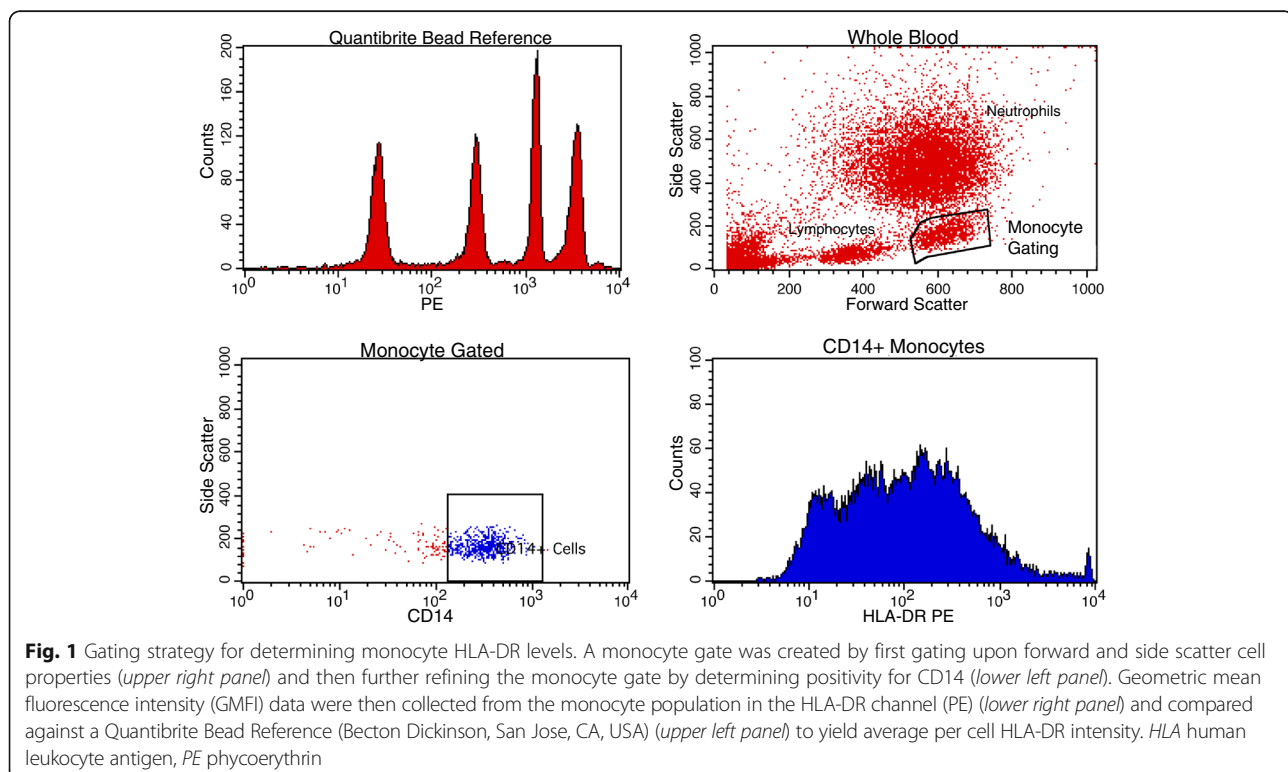 Quantibrite Bead Reference
200
160
120
80
40
0
Counts
10^0
10^1
10^2
10^3
10^4
PE
Whole Blood
1000
800
600
400
200
0
Side Scatter
Neutrophils
Lymphocytes
Monocyte
Gating
0
200
400
600
800
1000
Forward Scatter
Monocyte Gated
1000
800
600
400
200
0
Side Scatter
CD14+ Cells
10^0
10^1
10^2
10^3
10^4
CD14
CD14+ Monocytes
100
80
60
40
20
0
Counts
10^0
10^1
10^2
10^3
10^4
HLA-DR PE
Fig. 1 Gating strategy for determining monocyte HLA-DR levels. A monocyte gate was created by first gating upon forward and side scatter cell
properties (upper right panel) and then further refining the monocyte gate by determining positivity for CD14 (lower left panel). Geometric mean
fluorescence intensity (GMFI) data were then collected from the monocyte population in the HLA-DR channel (PE) (lower right panel) and compared
against a Quantibrite Bead Reference (Becton Dickinson, San Jose, CA, USA) (upper left panel) to yield average per cell HLA-DR intensity. HLA human
leukocyte antigen, PE phycoerythrin